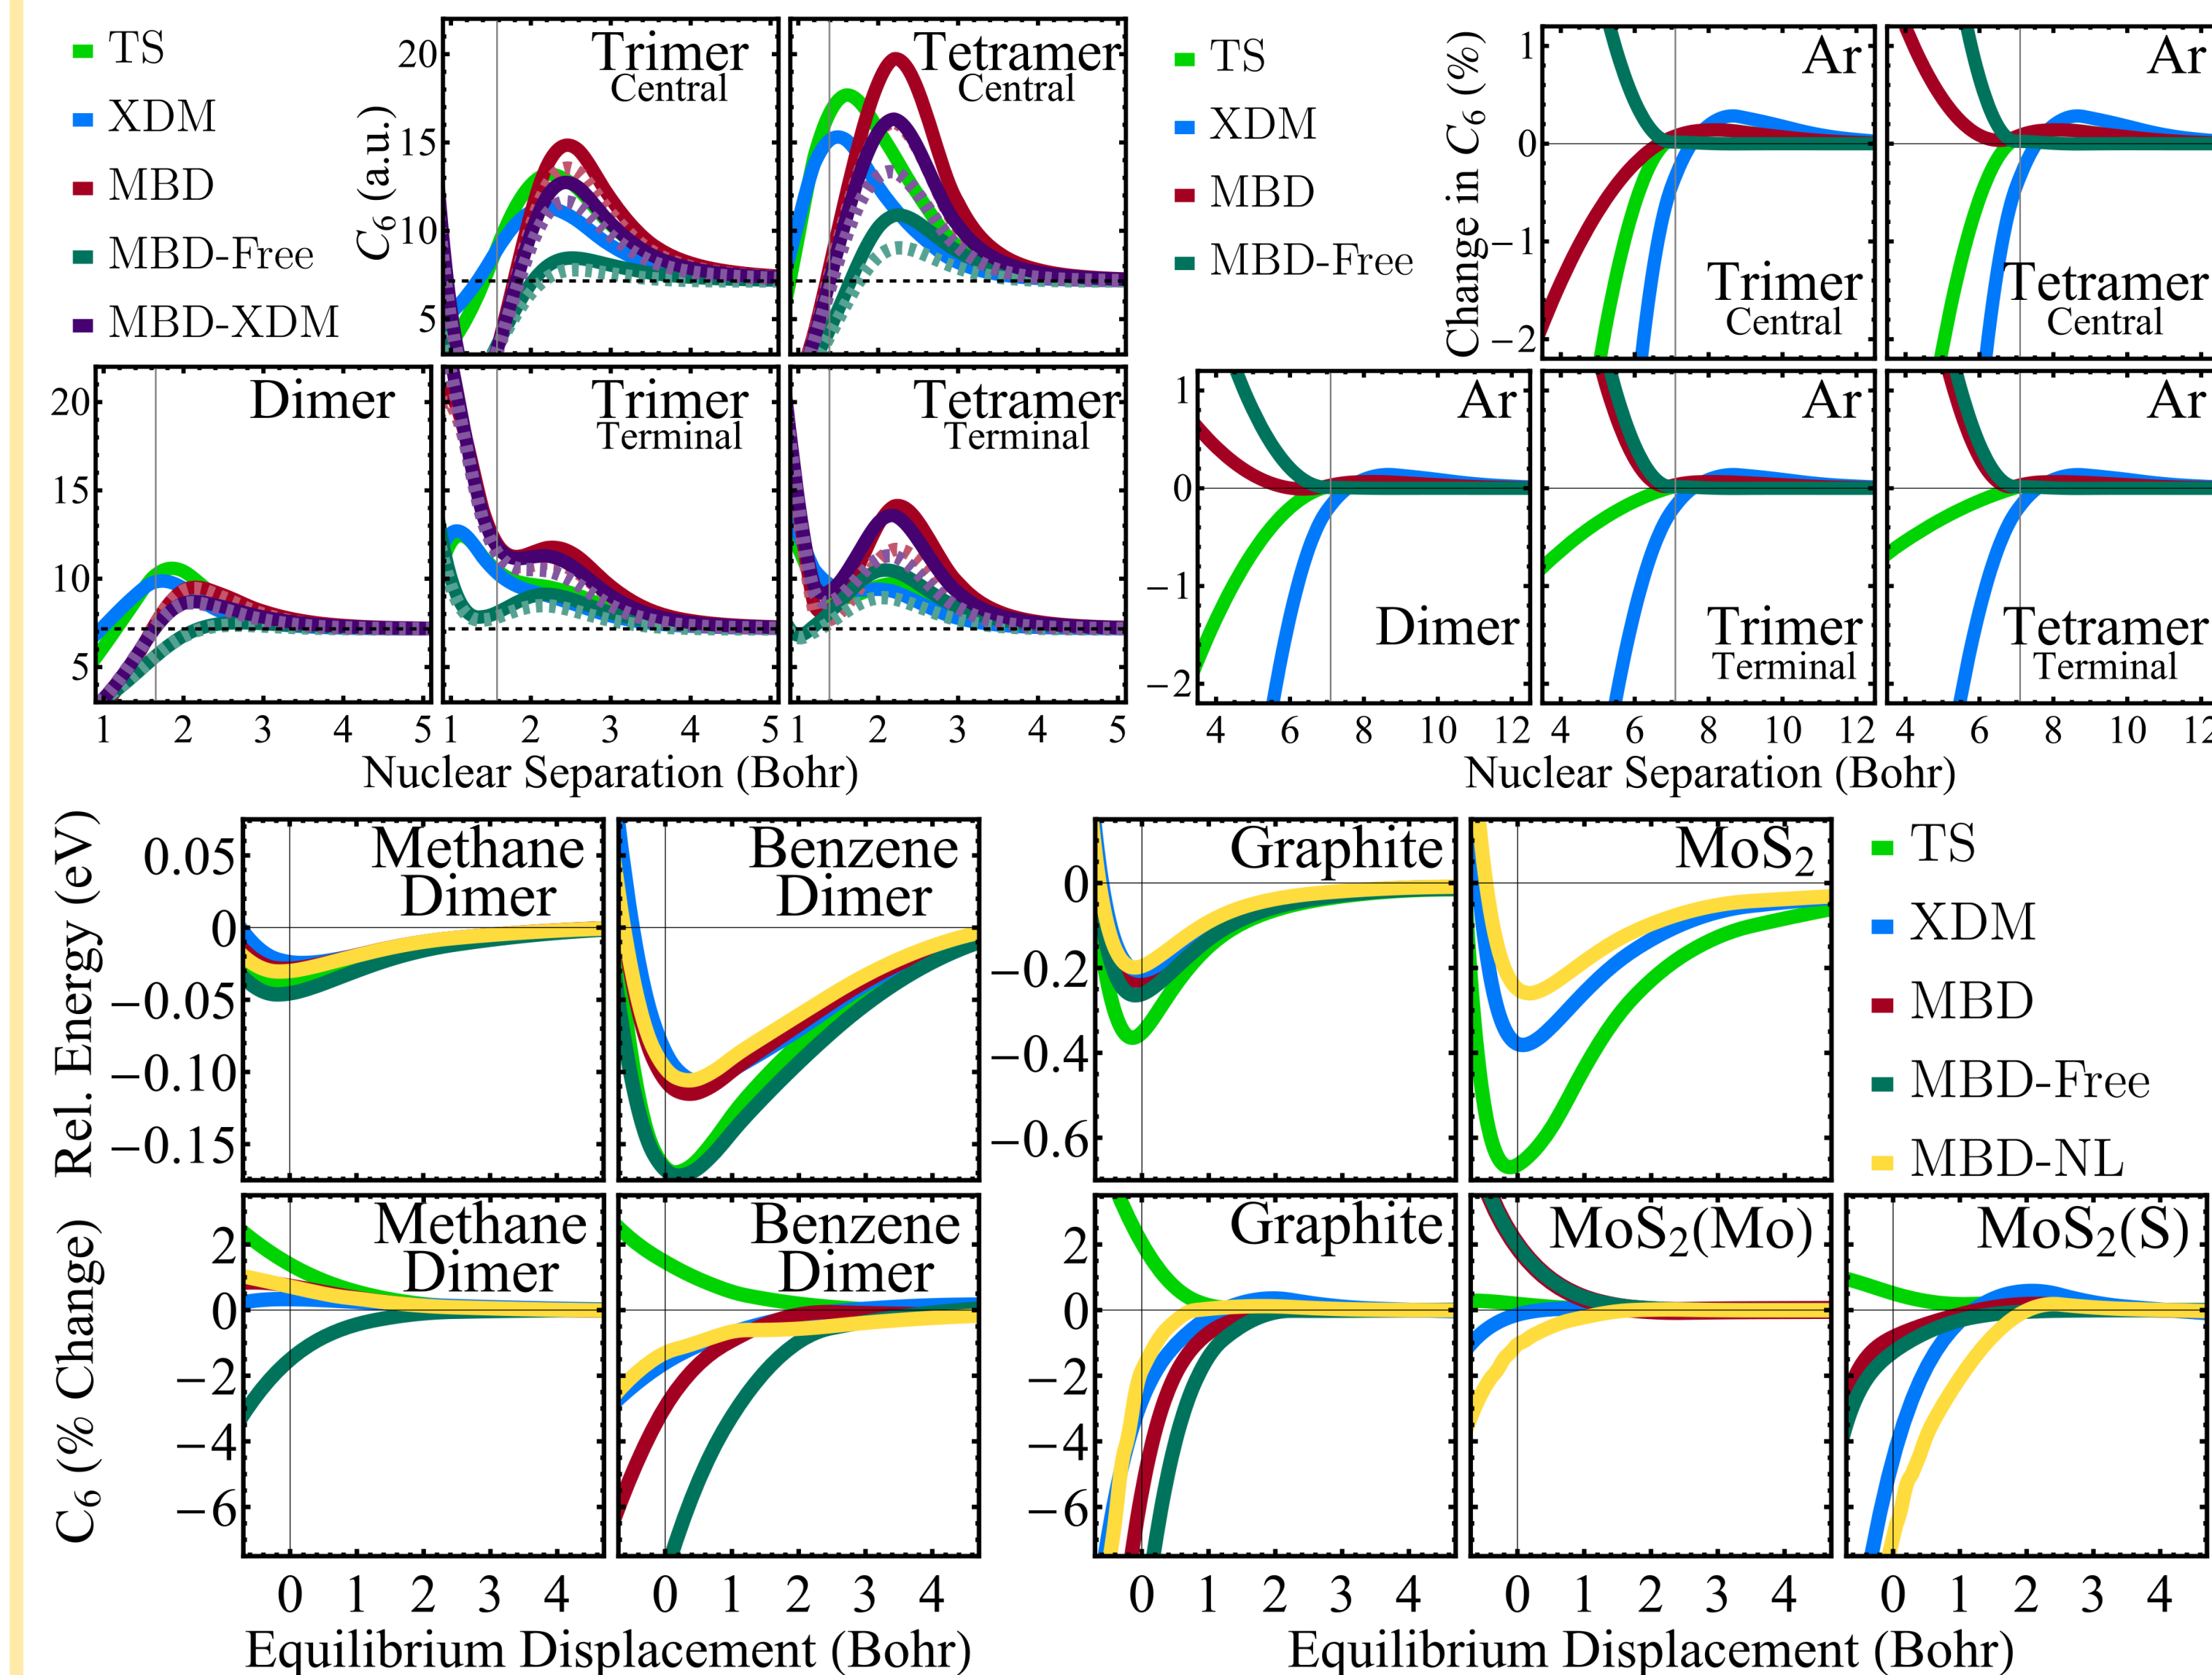 TS
XDM
MBD
MBD-Free
MBD-XDM
C6 (a.u.)
20
15
10
5
Trimer
Central
Tetramer
Central
20
15
10
5
Dimer
Trimer
Terminal
Tetramer
Terminal
1 2 3 4 5
1 2 3 4 5
1 2 3 4 5
Nuclear Separation (Bohr)
TS
XDM
MBD
MBD-Free
Change in C6 (%)
1
0
−1
−2
Ar
Trimer
Central
Ar
Tetramer
Central
1
0
−1
−2
Ar
Dimer
Ar
Trimer
Terminal
Ar
Tetramer
Terminal
4 6 8 10 12
4 6 8 10 12
4 6 8 10 12
Nuclear Separation (Bohr)
Rel. Energy (eV)
0.05
0
−0.05
−0.10
−0.15
Methane
Dimer
Benzene
Dimer
0
−0.2
−0.4
−0.6
Graphite
MoS2
TS
XDM
MBD
MBD-Free
MBD-NL
C6 (% Change)
2
0
−2
−4
−6
Methane
Dimer
Benzene
Dimer
2
0
−2
−4
−6
Graphite
MoS2(Mo)
MoS2(S)
0 1 2 3 4
0 1 2 3 4
Equilibrium Displacement (Bohr)
0 1 2 3 4
0 1 2 3 4
0 1 2 3 4
Equilibrium Displacement (Bohr)